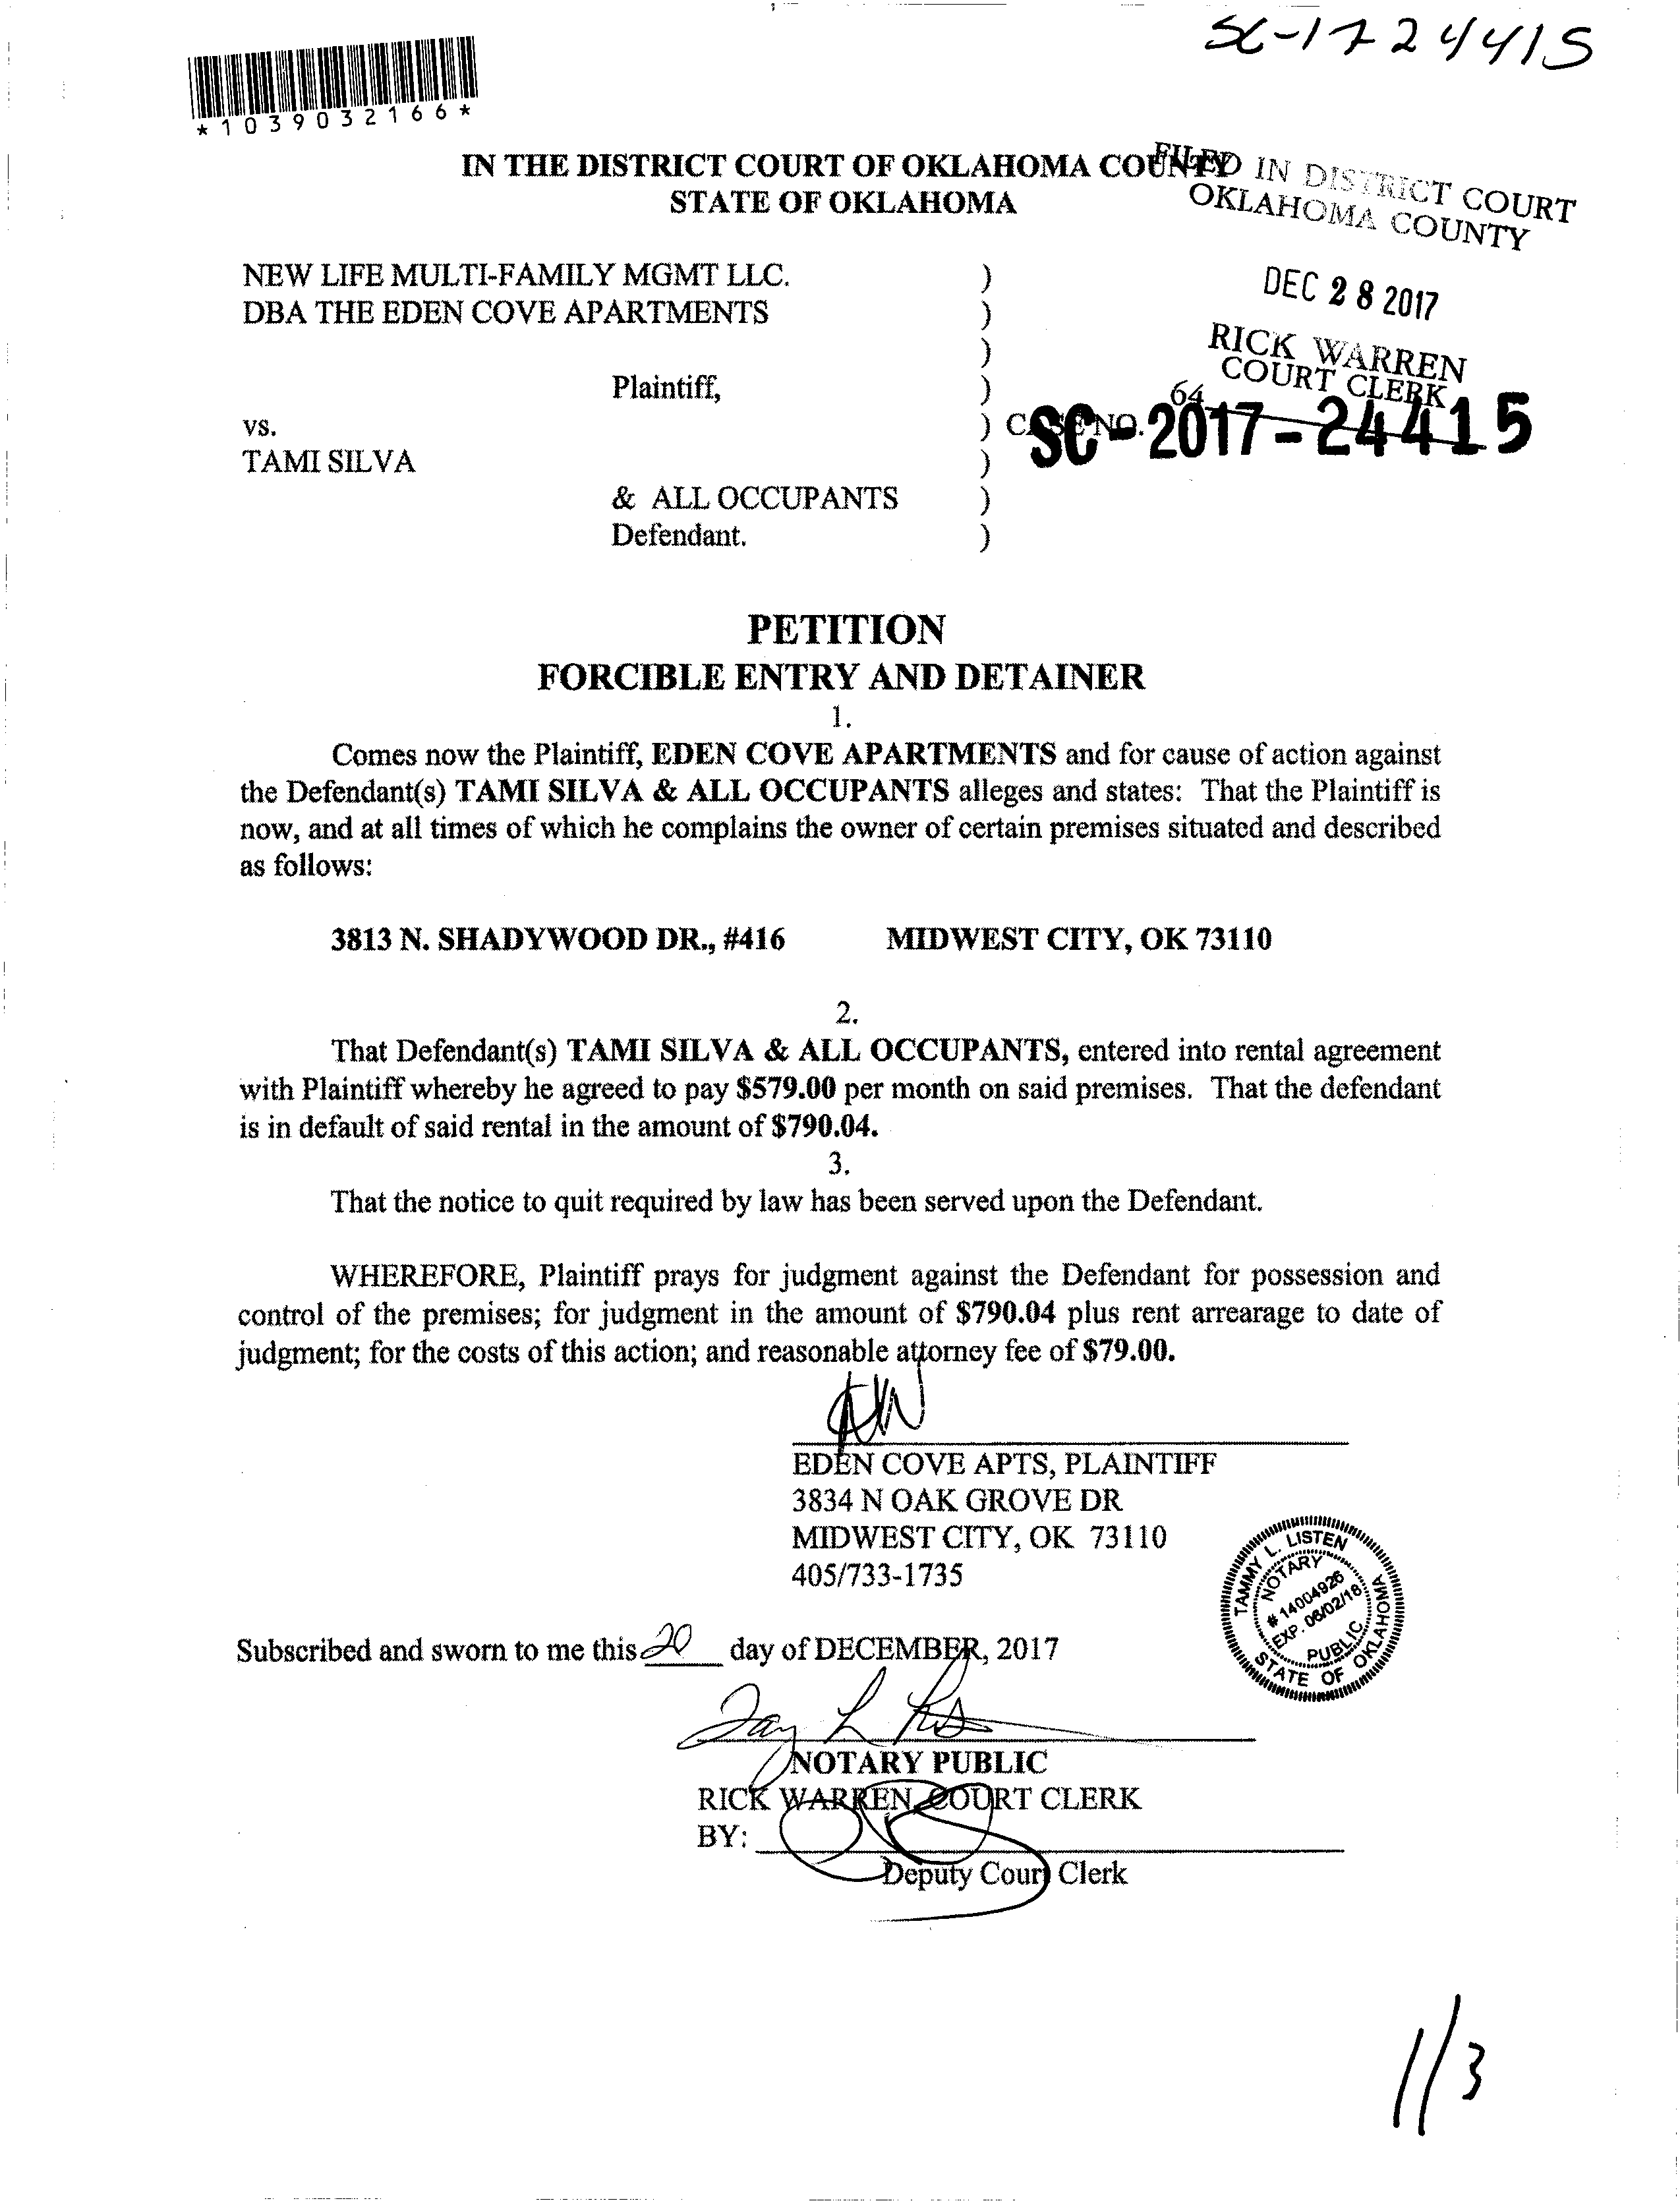 SC-1724415
*1039032166*
IN THE DISTRICT COURT OF OKLAHOMA COUNTY
STATE OF OKLAHOMA
FILED IN DISTRICT COURT
OKLAHOMA COUNTY
DEC 28 2017
RICK WARREN
COURT CLERK
64
NEW LIFE MULTI-FAMILY MGMT LLC. )
DBA THE EDEN COVE APARTMENTS )
)
Plaintiff, )
vs. ) CASE NO. SC-2017-24415
TAMI SILVA )
& ALL OCCUPANTS )
Defendant. )
PETITION
FORCIBLE ENTRY AND DETAINER
1.
Comes now the Plaintiff, EDEN COVE APARTMENTS and for cause of action against
the Defendant(s) TAMI SILVA & ALL OCCUPANTS alleges and states: That the Plaintiff is
now, and at all times of which he complains the owner of certain premises situated and described
as follows:
3813 N. SHADYWOOD DR., #416 MIDWEST CITY, OK 73110
2.
That Defendant(s) TAMI SILVA & ALL OCCUPANTS, entered into rental agreement
with Plaintiff whereby he agreed to pay $579.00 per month on said premises. That the defendant
is in default of said rental in the amount of $790.04.
3.
That the notice to quit required by law has been served upon the Defendant.
WHEREFORE, Plaintiff prays for judgment against the Defendant for possession and
control of the premises; for judgment in the amount of $790.04 plus rent arrearage to date of
judgment; for the costs of this action; and reasonable attorney fee of $79.00.
EDEN COVE APTS, PLAINTIFF
3834 N OAK GROVE DR
MIDWEST CITY, OK 73110
405/733-1735
TAMMY L. LISTEN
NOTARY
# 14004926
EXP. 06/02/18
PUBLIC
STATE OF OKLAHOMA
Subscribed and sworn to me this 20 day of DECEMBER, 2017
NOTARY PUBLIC
RICK WARREN, COURT CLERK
BY:
Deputy Court Clerk
1/3